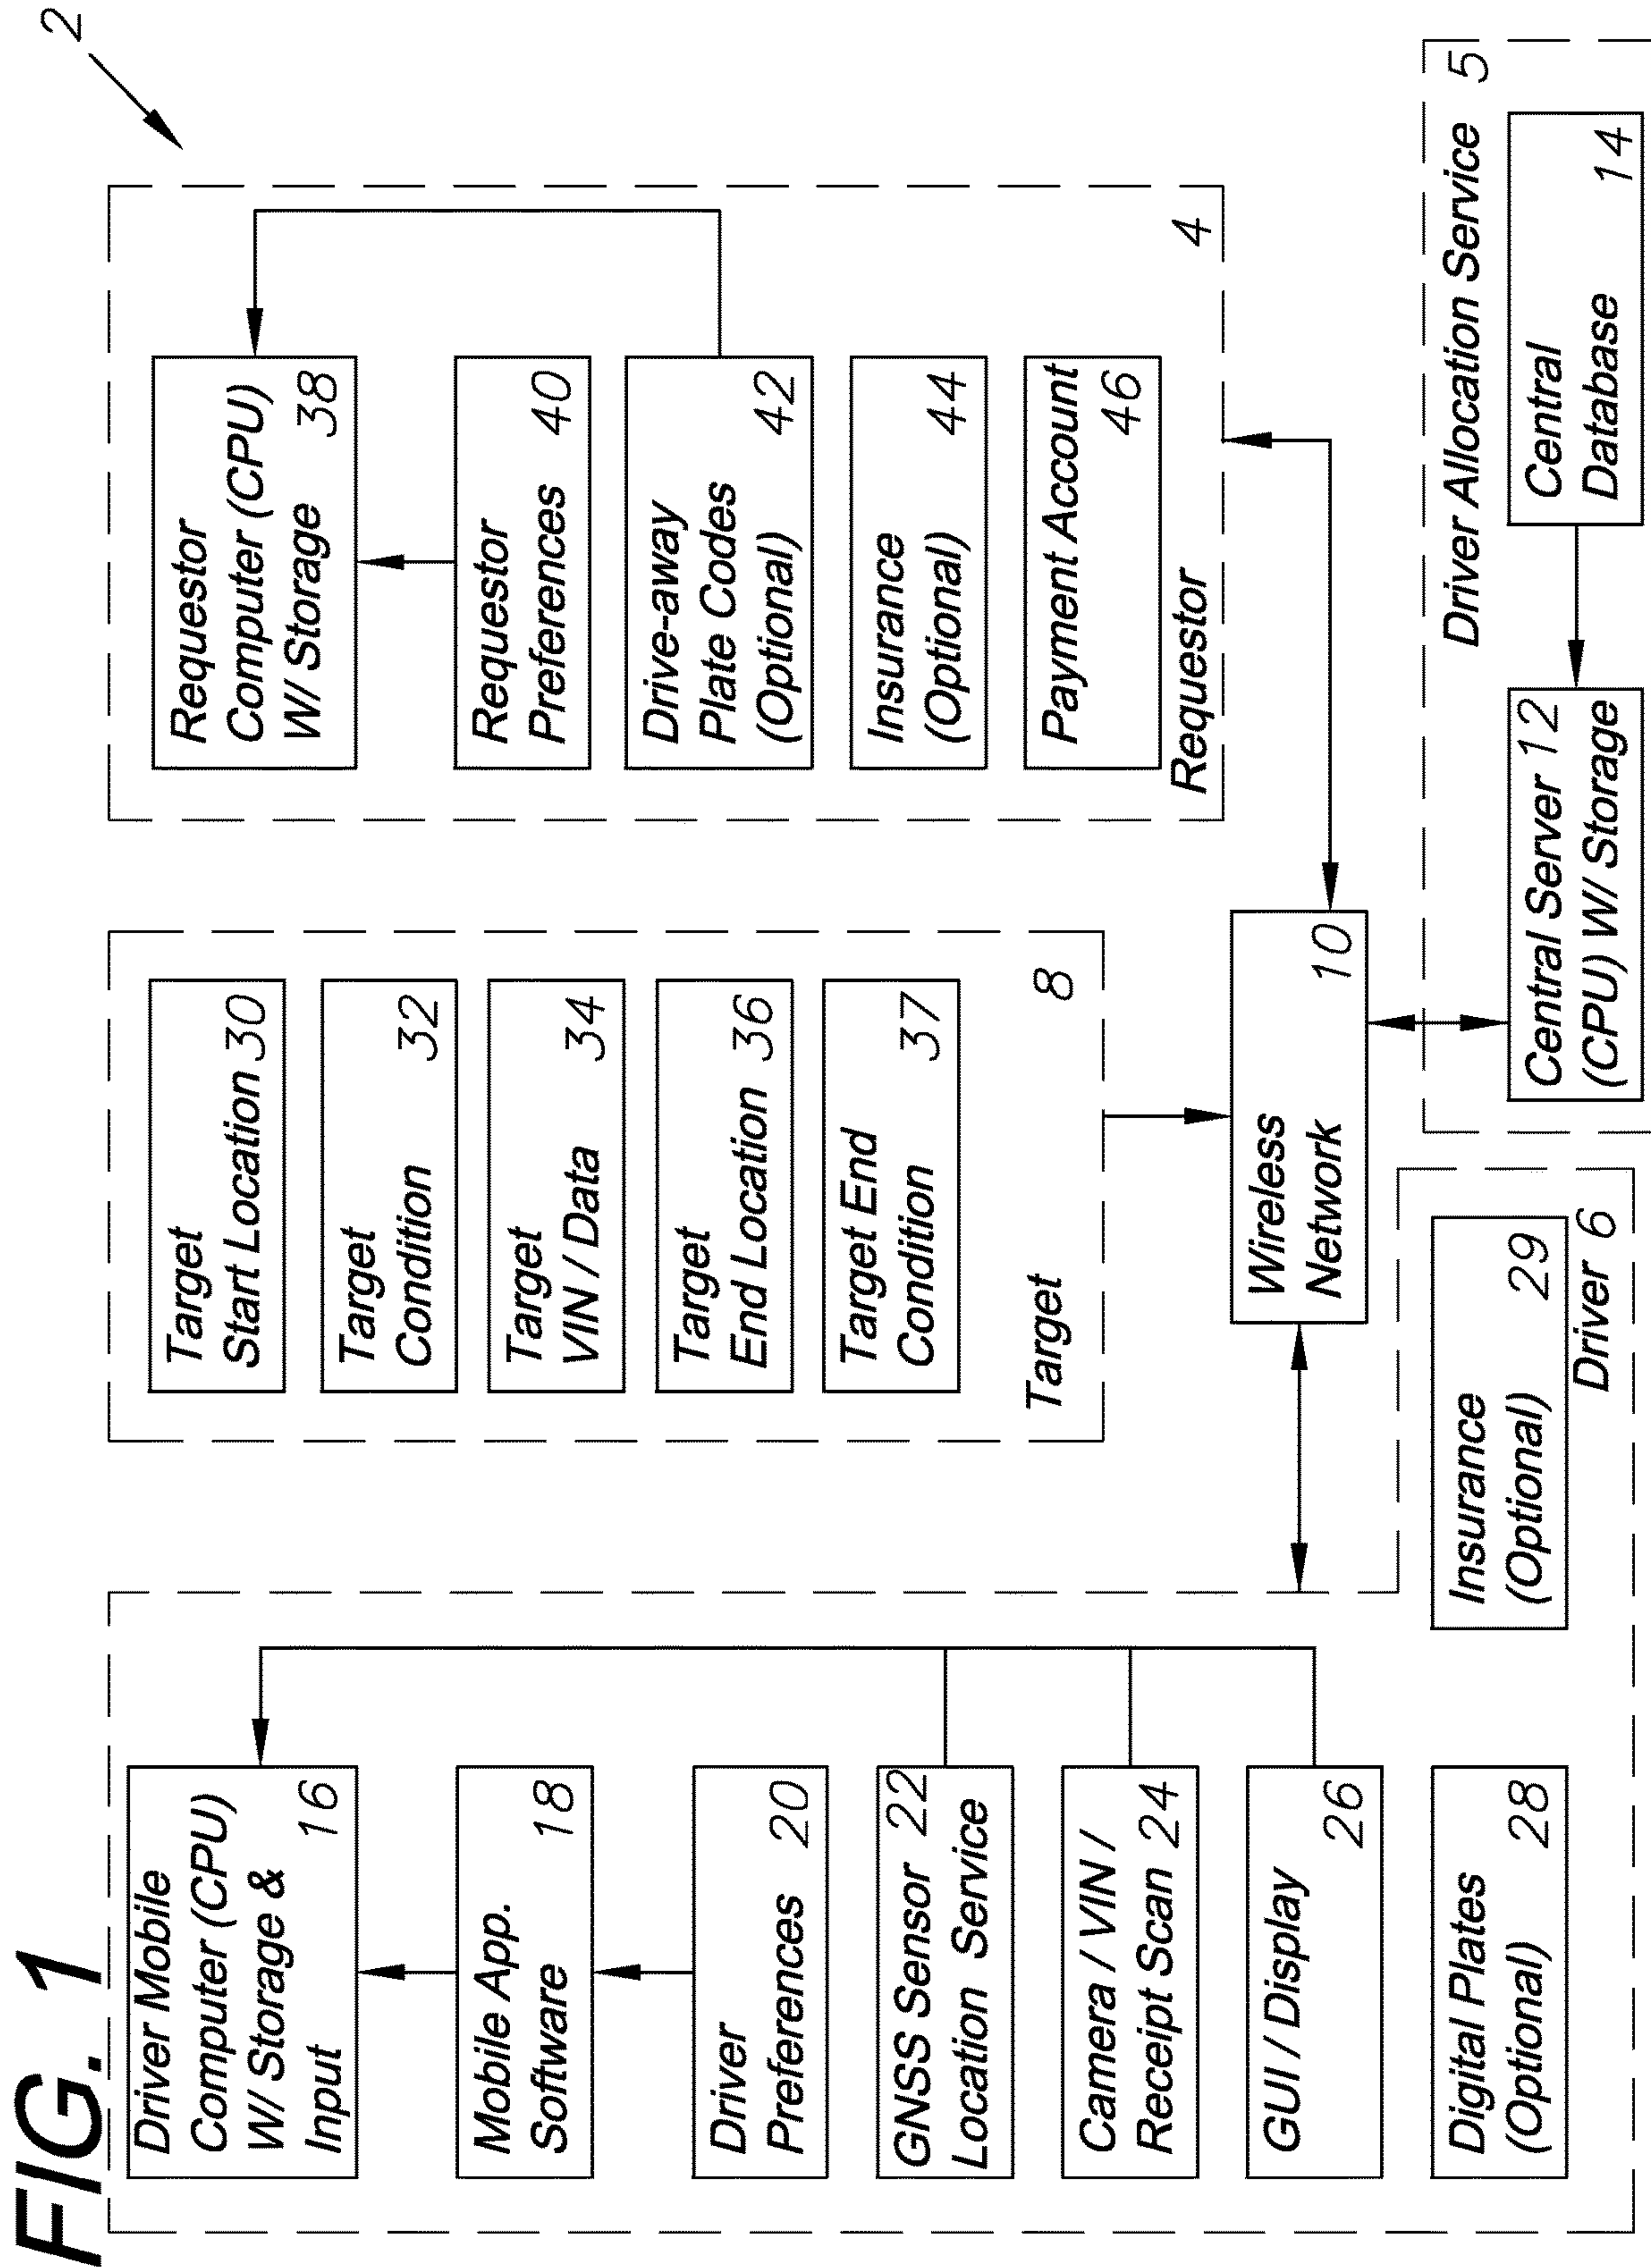 FIG. 1
2
Driver Mobile
Computer (CPU)
W/ Storage &
Input
16
Mobile App.
Software
18
Driver
Preferences
20
GNSS Sensor 22
Location Service
Camera / VIN /
Receipt Scan 24
GUI / Display
26
Digital Plates
(Optional)
28
Insurance
(Optional)
29
Driver 6
Target
Start Location 30
Target
Condition
32
Target
VIN / Data
34
Target
End Location 36
Target End
Condition
37
Target
8
Wireless
Network
10
Requestor
Computer (CPU)
W/ Storage
38
Requestor
Preferences
40
Drive-away
Plate Codes
(Optional)
42
Insurance
(Optional)
44
Payment Account
46
Requestor
4
Driver Allocation Service 5
Central Server 12
(CPU) W/ Storage
Central
Database
14